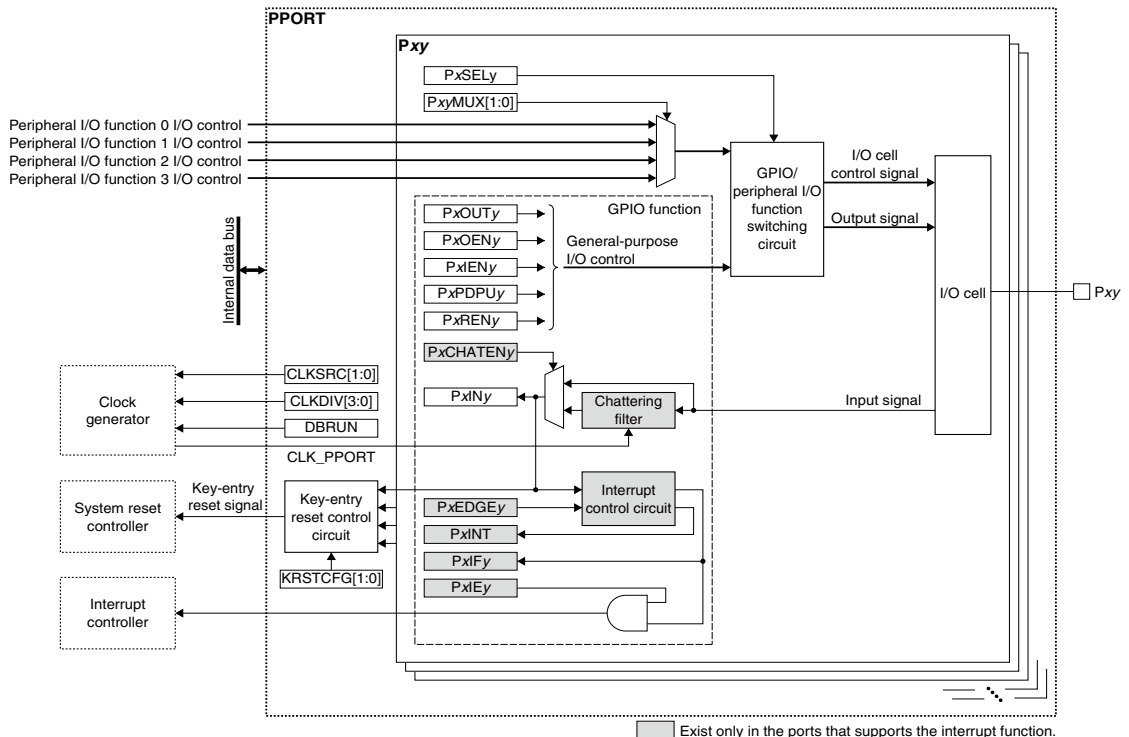 PPORT
Pxy
PxSELy
PxyMUX[1:0]
Peripheral I/O function 0 I/O control
Peripheral I/O function 1 I/O control
Peripheral I/O function 2 I/O control
Peripheral I/O function 3 I/O control
GPIO/
peripheral I/O
function
switching
circuit
I/O cell
control signal
Output signal
I/O cell
Pxy
Internal data bus
GPIO function
PxOUTy
PxOENy
PxIENy
PxPDPUy
PxRENy
General-purpose
I/O control
PxCHATENy
PxINy
Chattering
filter
Input signal
Clock
generator
CLKSRC[1:0]
CLKDIV[3:0]
DBRUN
CLK_PPORT
System reset
controller
Key-entry
reset signal
Key-entry
reset control
circuit
KRSTCFG[1:0]
PxEDGEy
PxINT
PxIFy
PxIEy
Interrupt
control circuit
Interrupt
controller
Exist only in the ports that supports the interrupt function.